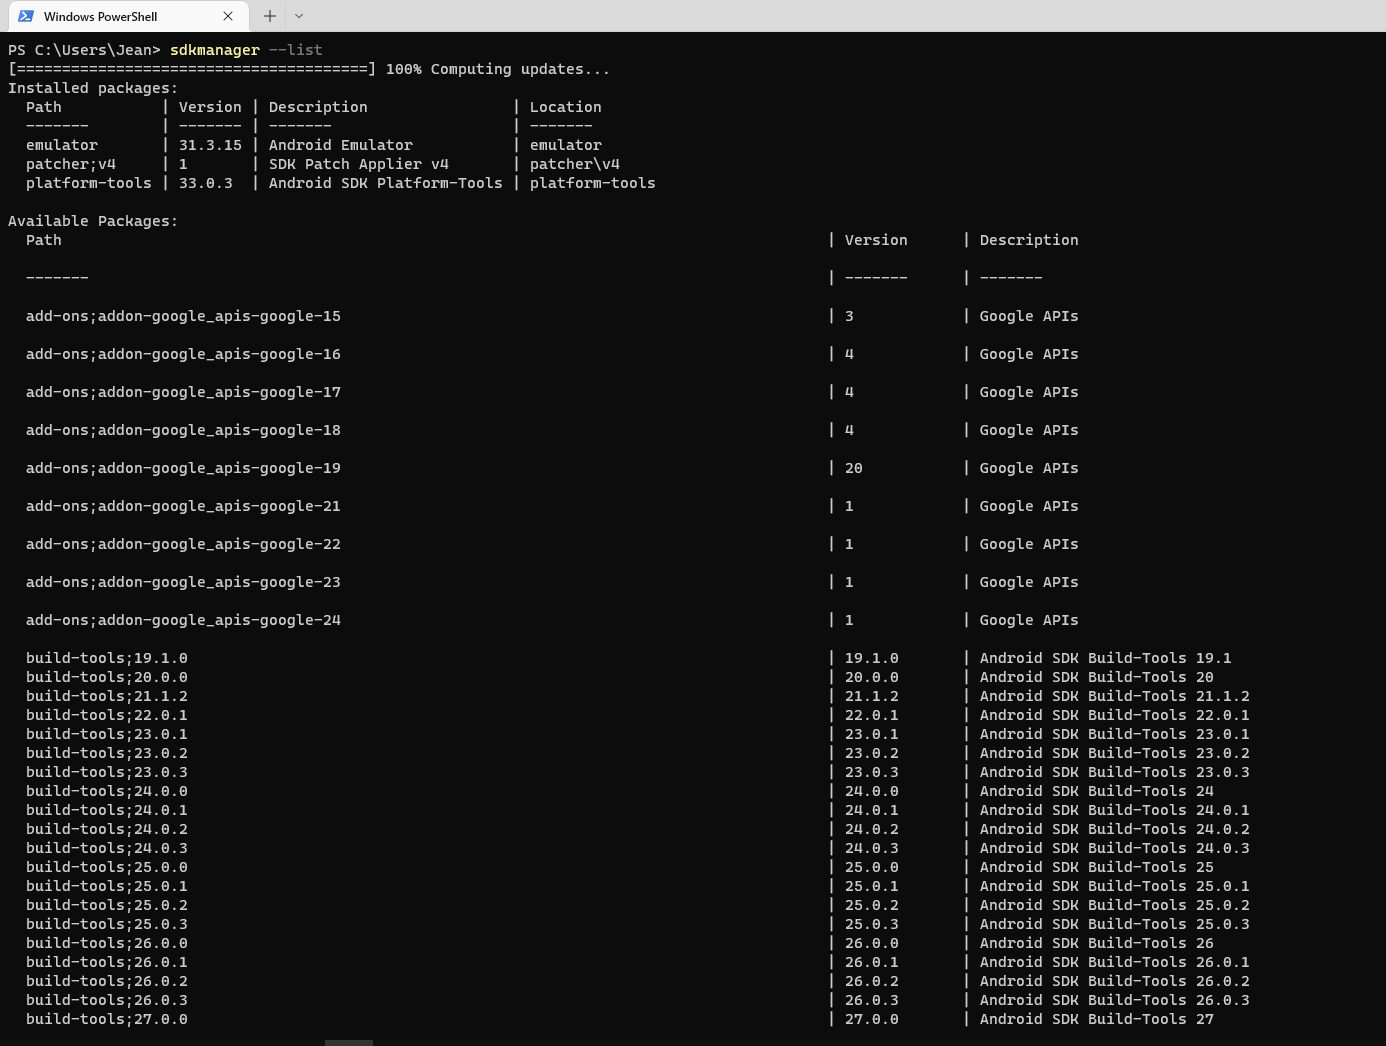 Windows PowerShell
PS C:\Users\Jean> sdkmanager --list
[=======================================] 100% Computing updates...
Installed packages:
  Path           | Version | Description                | Location
  -------        | ------- | -------                    | -------
  emulator       | 31.3.15 | Android Emulator           | emulator
  patcher;v4     | 1       | SDK Patch Applier v4       | patcher\v4
  platform-tools | 33.0.3  | Android SDK Platform-Tools | platform-tools
Available Packages:
  Path | Version | Description
  ------- | ------- | -------
  add-ons;addon-google_apis-google-15 | 3 | Google APIs
  add-ons;addon-google_apis-google-16 | 4 | Google APIs
  add-ons;addon-google_apis-google-17 | 4 | Google APIs
  add-ons;addon-google_apis-google-18 | 4 | Google APIs
  add-ons;addon-google_apis-google-19 | 20 | Google APIs
  add-ons;addon-google_apis-google-21 | 1 | Google APIs
  add-ons;addon-google_apis-google-22 | 1 | Google APIs
  add-ons;addon-google_apis-google-23 | 1 | Google APIs
  add-ons;addon-google_apis-google-24 | 1 | Google APIs
  build-tools;19.1.0 | 19.1.0 | Android SDK Build-Tools 19.1
  build-tools;20.0.0 | 20.0.0 | Android SDK Build-Tools 20
  build-tools;21.1.2 | 21.1.2 | Android SDK Build-Tools 21.1.2
  build-tools;22.0.1 | 22.0.1 | Android SDK Build-Tools 22.0.1
  build-tools;23.0.1 | 23.0.1 | Android SDK Build-Tools 23.0.1
  build-tools;23.0.2 | 23.0.2 | Android SDK Build-Tools 23.0.2
  build-tools;23.0.3 | 23.0.3 | Android SDK Build-Tools 23.0.3
  build-tools;24.0.0 | 24.0.0 | Android SDK Build-Tools 24
  build-tools;24.0.1 | 24.0.1 | Android SDK Build-Tools 24.0.1
  build-tools;24.0.2 | 24.0.2 | Android SDK Build-Tools 24.0.2
  build-tools;24.0.3 | 24.0.3 | Android SDK Build-Tools 24.0.3
  build-tools;25.0.0 | 25.0.0 | Android SDK Build-Tools 25
  build-tools;25.0.1 | 25.0.1 | Android SDK Build-Tools 25.0.1
  build-tools;25.0.2 | 25.0.2 | Android SDK Build-Tools 25.0.2
  build-tools;25.0.3 | 25.0.3 | Android SDK Build-Tools 25.0.3
  build-tools;26.0.0 | 26.0.0 | Android SDK Build-Tools 26
  build-tools;26.0.1 | 26.0.1 | Android SDK Build-Tools 26.0.1
  build-tools;26.0.2 | 26.0.2 | Android SDK Build-Tools 26.0.2
  build-tools;26.0.3 | 26.0.3 | Android SDK Build-Tools 26.0.3
  build-tools;27.0.0 | 27.0.0 | Android SDK Build-Tools 27